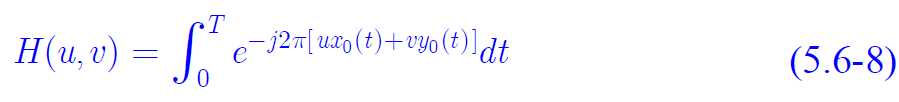 H(u, v) = ∫₀ᵀ e^{-j2π[ux₀(t)+vy₀(t)]}dt (5.6-8)